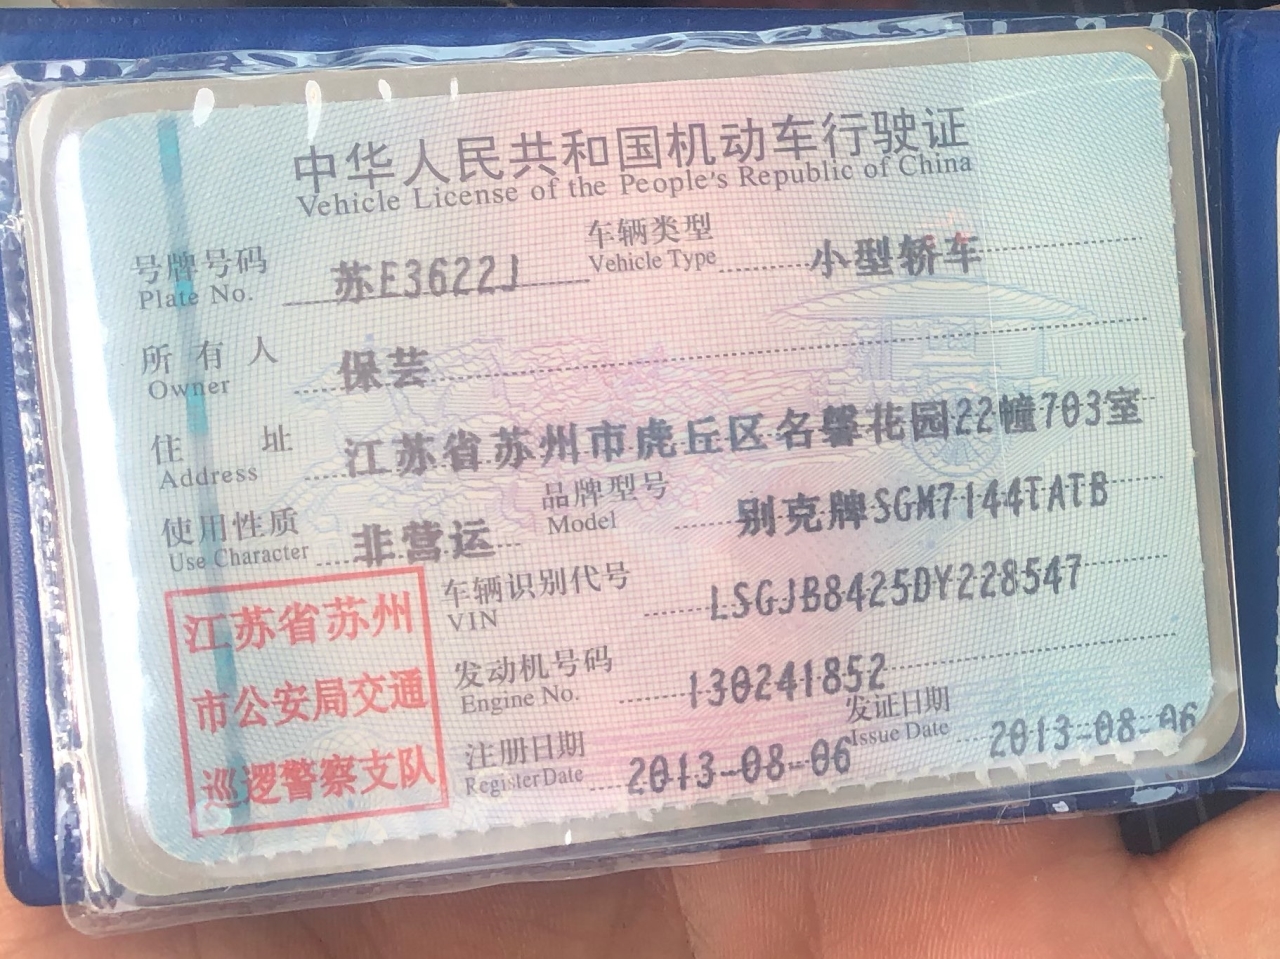 中华人民共和国机动车行驶证
Vehicle License of the People's Republic of China
号牌号码 苏E3622J 车辆类型 小型轿车
Plate No. Vehicle Type
所有人 保芸
Owner
住址 江苏省苏州市虎丘区名馨花园22幢703室
Address
使用性质 非营运 品牌型号 别克牌SGM7144TATB
Use Character Model
江苏省苏州
市公安局交通
巡逻警察支队
车辆识别代号 LSGJB8425DY228547
VIN
发动机号码 130241852
Engine No.
注册日期 2013-08-06 发证日期 2013-08-06
Register Date Issue Date